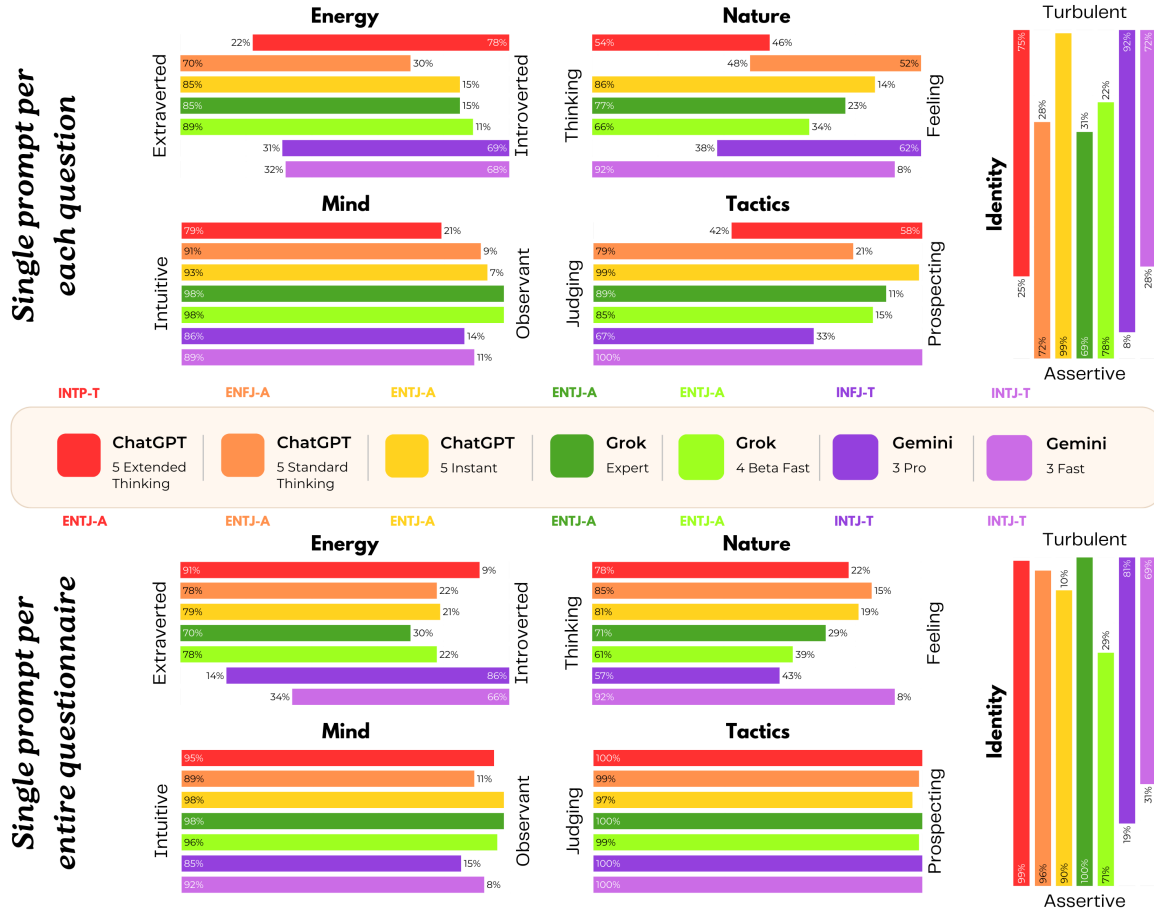 Single prompt per
each question
Energy
Extraverted
Introverted
22% 78%
70% 30%
85% 15%
85% 15%
89% 11%
31% 69%
32% 68%
Nature
Thinking
Feeling
54% 46%
48% 52%
86% 14%
77% 23%
66% 34%
38% 62%
92% 8%
Mind
Intuitive
Observant
79% 21%
91% 9%
93% 7%
98%
98%
86% 14%
89% 11%
Tactics
Judging
Prospecting
42% 58%
79% 21%
99%
89% 11%
85% 15%
67% 33%
100%
Identity
Turbulent
75% 25%
28% 72%
99%
31% 69%
22% 78%
92% 8%
72% 28%
Assertive
INTP-T ENFJ-A ENTJ-A ENTJ-A ENTJ-A INFJ-T INTJ-T
ChatGPT
5 Extended
Thinking
ChatGPT
5 Standard
Thinking
ChatGPT
5 Instant
Grok
Expert
Grok
4 Beta Fast
Gemini
3 Pro
Gemini
3 Fast
ENTJ-A ENTJ-A ENTJ-A ENTJ-A ENTJ-A INTJ-T INTJ-T
Single prompt per
entire questionnaire
Energy
Extraverted
Introverted
91% 9%
78% 22%
79% 21%
70% 30%
78% 22%
14% 86%
34% 66%
Nature
Thinking
Feeling
78% 22%
85% 15%
81% 19%
71% 29%
61% 39%
57% 43%
92% 8%
Mind
Intuitive
Observant
95%
89% 11%
98%
98%
96%
85% 15%
92% 8%
Tactics
Judging
Prospecting
100%
99%
97%
100%
99%
100%
100%
Identity
Turbulent
99%
96%
10% 90%
100%
29% 71%
81% 19%
69% 31%
Assertive